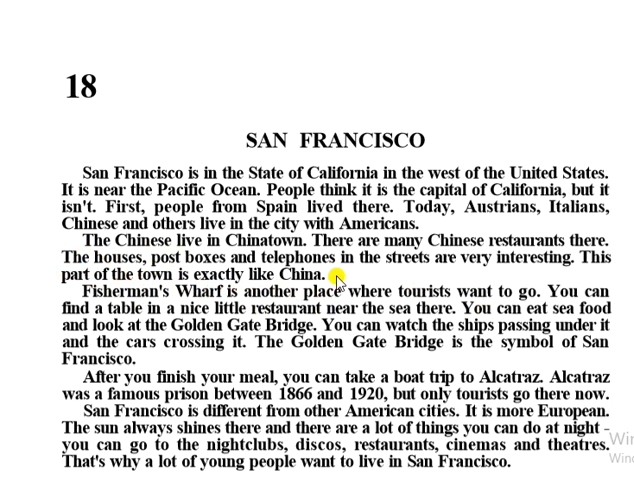 18
SAN FRANCISCO
San Francisco is in the State of California in the west of the United States.
It is near the Pacific Ocean. People think it is the capital of California, but it
isn't. First, people from Spain lived there. Today, Austrians, Italians,
Chinese and others live in the city with Americans.
The Chinese live in Chinatown. There are many Chinese restaurants there.
The houses, post boxes and telephones in the streets are very interesting. This
part of the town is exactly like China.
Fisherman's Wharf is another place where tourists want to go. You can
find a table in a nice little restaurant near the sea there. You can eat sea food
and look at the Golden Gate Bridge. You can watch the ships passing under it
and the cars crossing it. The Golden Gate Bridge is the symbol of San
Francisco.
After you finish your meal, you can take a boat trip to Alcatraz. Alcatraz
was a famous prison between 1866 and 1920, but only tourists go there now.
San Francisco is different from other American cities. It is more European.
The sun always shines there and there are a lot of things you can do at night -
you can go to the nightclubs, discos, restaurants, cinemas and theatres.
That's why a lot of young people want to live in San Francisco.